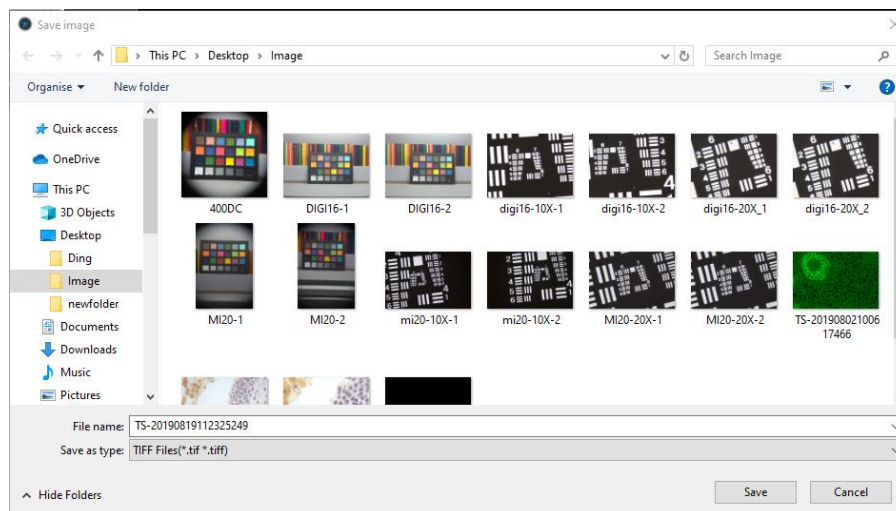 Save image
This PC › Desktop › Image
Search Image
Organise
New folder
Quick access
OneDrive
This PC
3D Objects
Desktop
Ding
Image
newfolder
Documents
Downloads
Music
Pictures
400DC
DIGI16-1
DIGI16-2
digi16-10X-1
digi16-10X-2
digi16-20X_1
digi16-20X_2
MI20-1
MI20-2
mi20-10X-1
mi20-10X-2
MI20-20X-1
MI20-20X-2
TS-201908021006
17466
File name: TS-20190819112325249
Save as type: TIFF Files(*.tif *.tiff)
Hide Folders
Save
Cancel